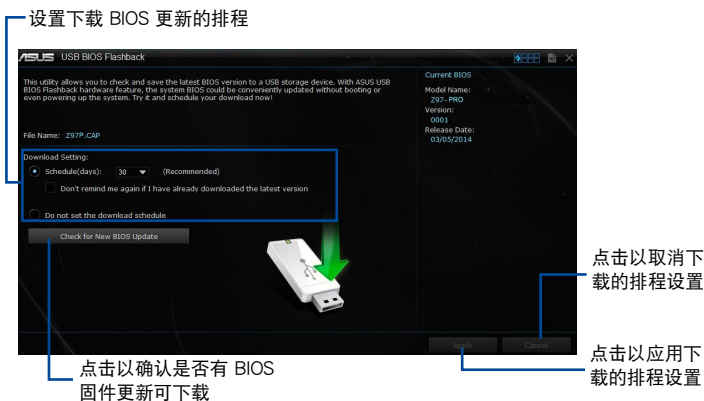 设置下载 BIOS 更新的排程
ASUS USB BIOS Flashback
This utility allows you to check and save the latest BIOS version to a USB storage device. With ASUS USB
BIOS Flashback hardware feature, the system BIOS could be conveniently updated without booting or
even powering up the system. Try it and schedule your download now!
File Name: Z97P.CAP
Download Setting:
Schedule(days): 30 (Recommended)
Don't remind me again if I have already downloaded the latest version
Do not set the download schedule
Check for New BIOS Update
Current BIOS
Model Name:
Z97- PRO
Version:
0001
Release Date:
03/05/2014
Apply
Cancel
点击以取消下
载的排程设置
点击以应用下
载的排程设置
点击以确认是否有 BIOS
固件更新可下载